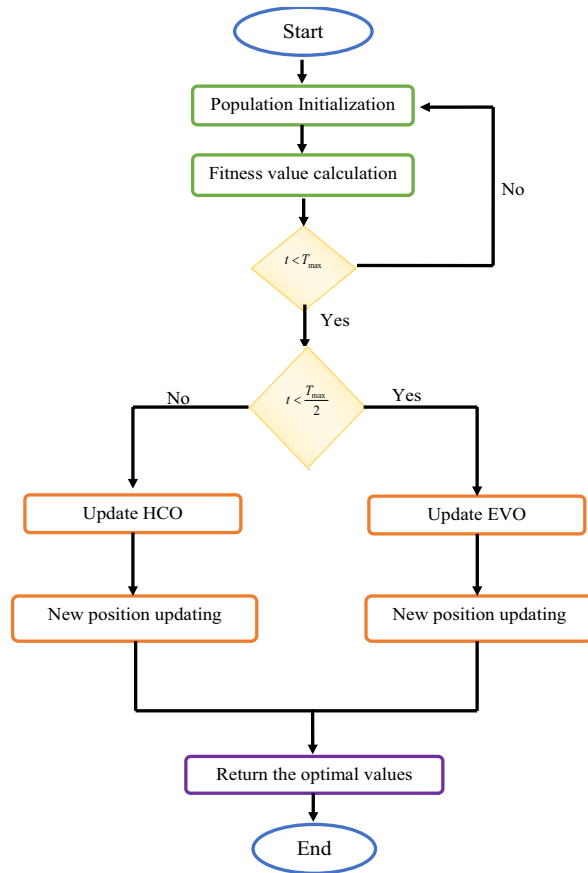 Start
Population Initialization
Fitness value calculation
No
t < T_max
Yes
t < T_max/2
No
Yes
Update HCO
Update EVO
New position updating
New position updating
Return the optimal values
End